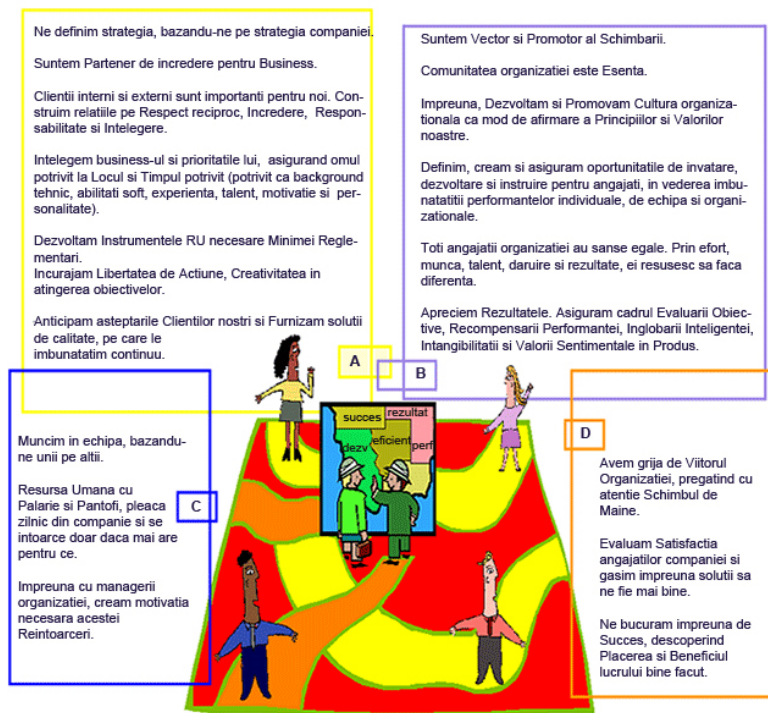 Ne definim strategia, bazandu-ne pe strategia companiei.
Suntem Partener de incredere pentru Business.
Clientii interni si externi sunt importanti pentru noi. Con-
struim relatiile pe Respect reciproc, Incredere, Respon-
sabilitate si Intelegere.
Intelegem business-ul si prioritatile lui, asigurand omul
potrivit la Locul si Timpul potrivit (potrivit ca background
tehnic, abilitati soft, experienta, talent, motivatie si per-
sonalitate).
Dezvoltam Instrumentele RU necesare Minimei Regle-
mentari.
Incurajam Libertatea de Actiune, Creativitatea in
atingerea obiectivelor.
Anticipam asteptarile Clientilor nostri si Furnizam solutii
de calitate, pe care le
imbunatatim continuu.
A
Suntem Vector si Promotor al Schimbarii.
Comunitatea organizatiei este Esenta.
Impreuna, Dezvoltam si Promovam Cultura organiza-
tionala ca mod de afirmare a Principiilor si Valorilor
noastre.
Definim, cream si asiguram oportunitatile de invatare,
dezvoltare si instruire pentru angajati, in vederea imbu-
natatitii performantelor individuale, de echipa si organi-
zationale.
Toti angajatii organizatiei au sanse egale. Prin efort,
munca, talent, daruire si rezultate, ei resusesc sa faca
diferenta.
Apreciem Rezultatele. Asiguram cadrul Evaluarii Obiec-
tive, Recompensarii Performantei, Inglobarii Inteligentei,
Intangibilitatii si Valorii Sentimentale in Produs.
B
succes
rezultat
dezv
eficient
perf
Muncim in echipa, bazandu-
ne unii pe altii.
Resursa Umana cu
Palarie si Pantofi, pleaca
zilnic din companie si se
intoarce doar daca mai are
pentru ce.
Impreuna cu managerii
organizatiei, cream motivatia
necesara acestei
Reintoarceri.
C
D
Avem grija de Viitorul
Organizatiei, pregatind cu
atentie Schimbul de
Maine.
Evaluam Satisfactia
angajatilor companiei si
gasim impreuna solutii sa
ne fie mai bine.
Ne bucuram impreuna de
Succes, descoperind
Placerea si Beneficiul
lucrului bine facut.